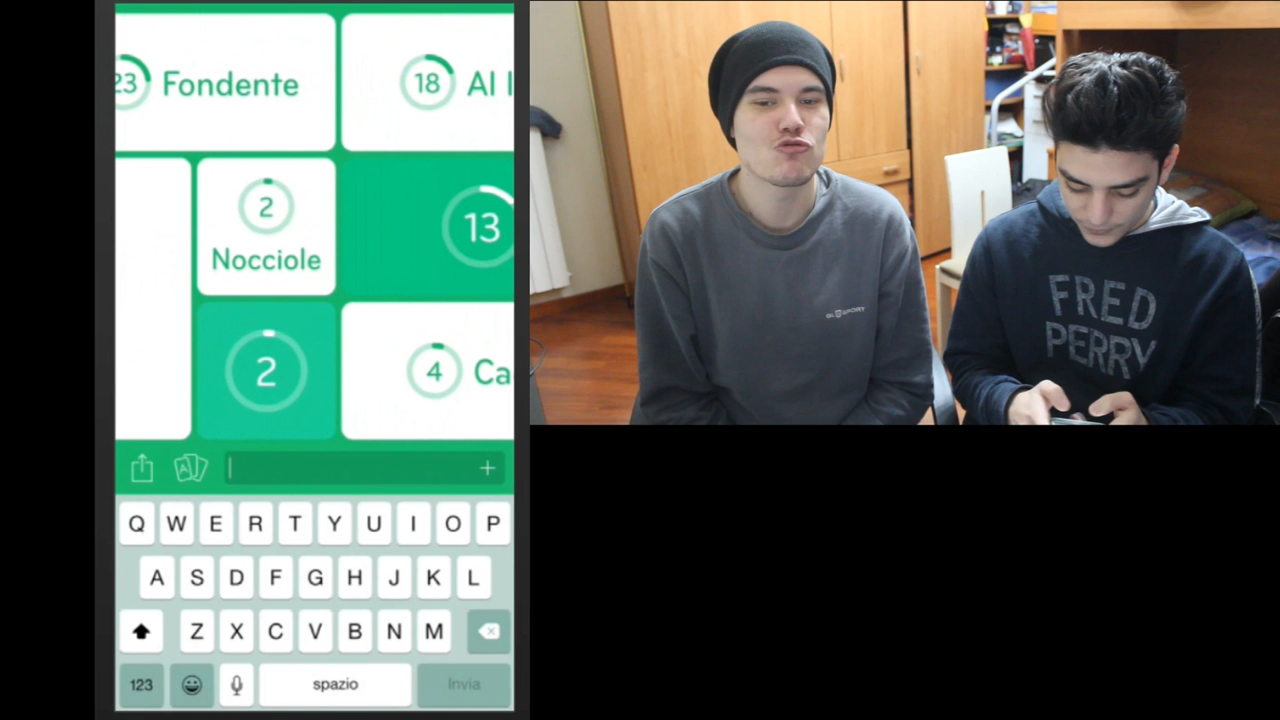 23 Fondente
18 Al l
2
Nocciole
13
2
4 Ca
+
Q W E R T Y U I O P
A S D F G H J K L
Z X C V B N M
123
spazio
Invia
FRED
PERRY